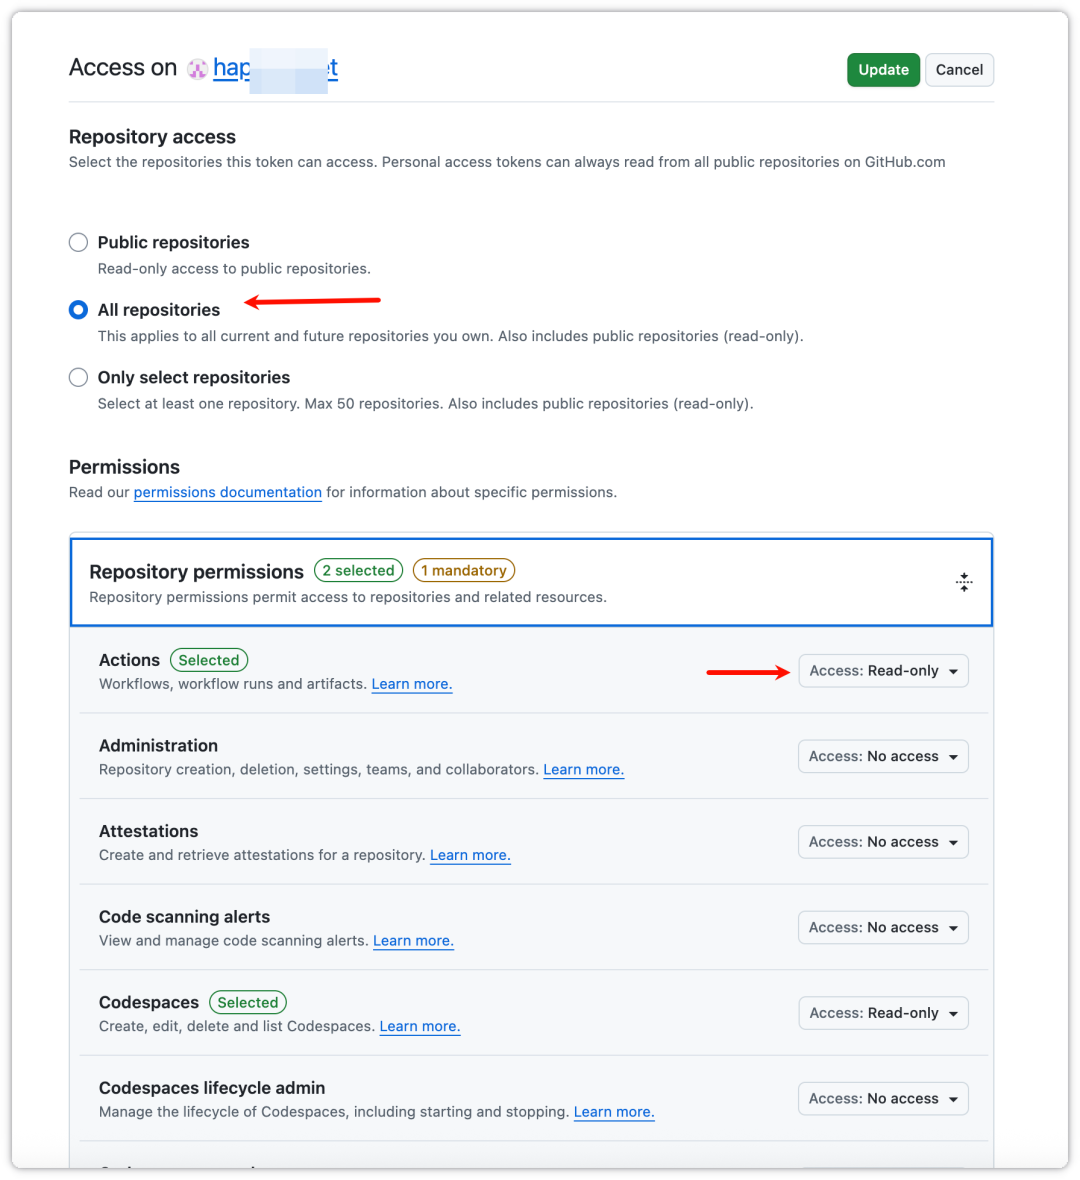 Access on hap t
Update
Cancel
Repository access
Select the repositories this token can access. Personal access tokens can always read from all public repositories on GitHub.com
Public repositories
Read-only access to public repositories.
All repositories
This applies to all current and future repositories you own. Also includes public repositories (read-only).
Only select repositories
Select at least one repository. Max 50 repositories. Also includes public repositories (read-only).
Permissions
Read our permissions documentation for information about specific permissions.
Repository permissions 2 selected 1 mandatory
Repository permissions permit access to repositories and related resources.
Actions Selected
Workflows, workflow runs and artifacts. Learn more.
Access: Read-only
Administration
Repository creation, deletion, settings, teams, and collaborators. Learn more.
Access: No access
Attestations
Create and retrieve attestations for a repository. Learn more.
Access: No access
Code scanning alerts
View and manage code scanning alerts. Learn more.
Access: No access
Codespaces Selected
Create, edit, delete and list Codespaces. Learn more.
Access: Read-only
Codespaces lifecycle admin
Manage the lifecycle of Codespaces, including starting and stopping. Learn more.
Access: No access